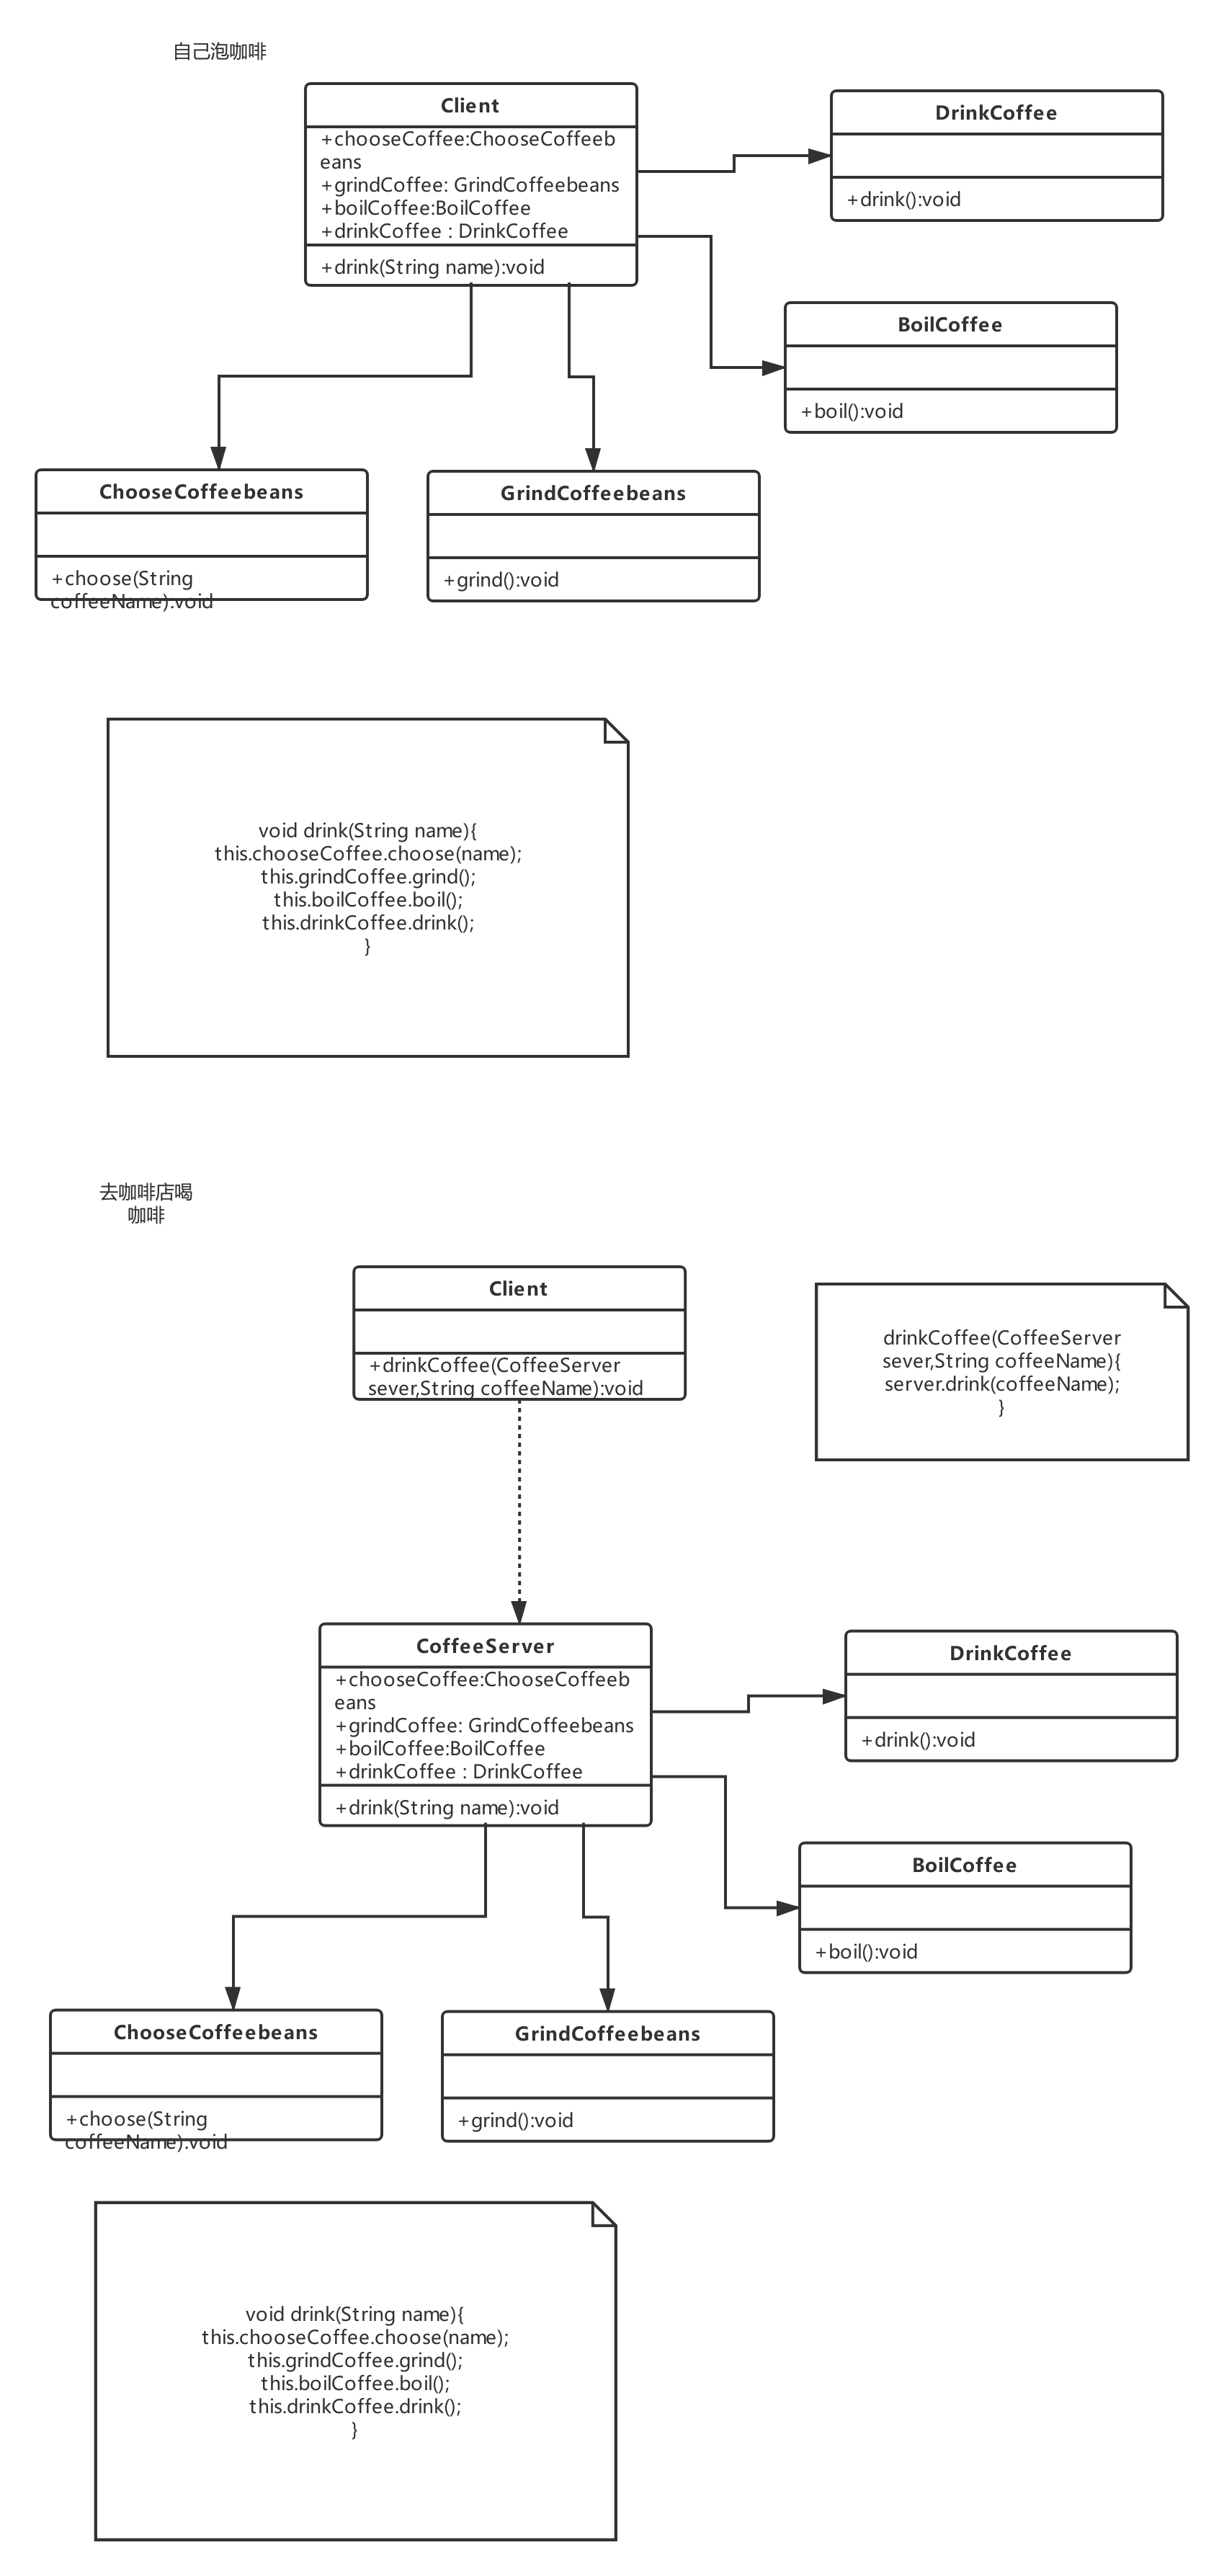 自己泡咖啡
Client
+chooseCoffee:ChooseCoffeeb
eans
+grindCoffee: GrindCoffeebeans
+boilCoffee:BoilCoffee
+drinkCoffee : DrinkCoffee
+drink(String name):void
DrinkCoffee
+drink():void
BoilCoffee
+boil():void
ChooseCoffeebeans
+choose(String
coffeeName):void
GrindCoffeebeans
+grind():void
void drink(String name){
this.chooseCoffee.choose(name);
this.grindCoffee.grind();
this.boilCoffee.boil();
this.drinkCoffee.drink();
}
去咖啡店喝
咖啡
Client
+drinkCoffee(CoffeeServer
sever,String coffeeName):void
drinkCoffee(CoffeeServer
sever,String coffeeName){
server.drink(coffeeName);
}
CoffeeServer
+chooseCoffee:ChooseCoffeeb
eans
+grindCoffee: GrindCoffeebeans
+boilCoffee:BoilCoffee
+drinkCoffee : DrinkCoffee
+drink(String name):void
DrinkCoffee
+drink():void
BoilCoffee
+boil():void
ChooseCoffeebeans
+choose(String
coffeeName):void
GrindCoffeebeans
+grind():void
void drink(String name){
this.chooseCoffee.choose(name);
this.grindCoffee.grind();
this.boilCoffee.boil();
this.drinkCoffee.drink();
}